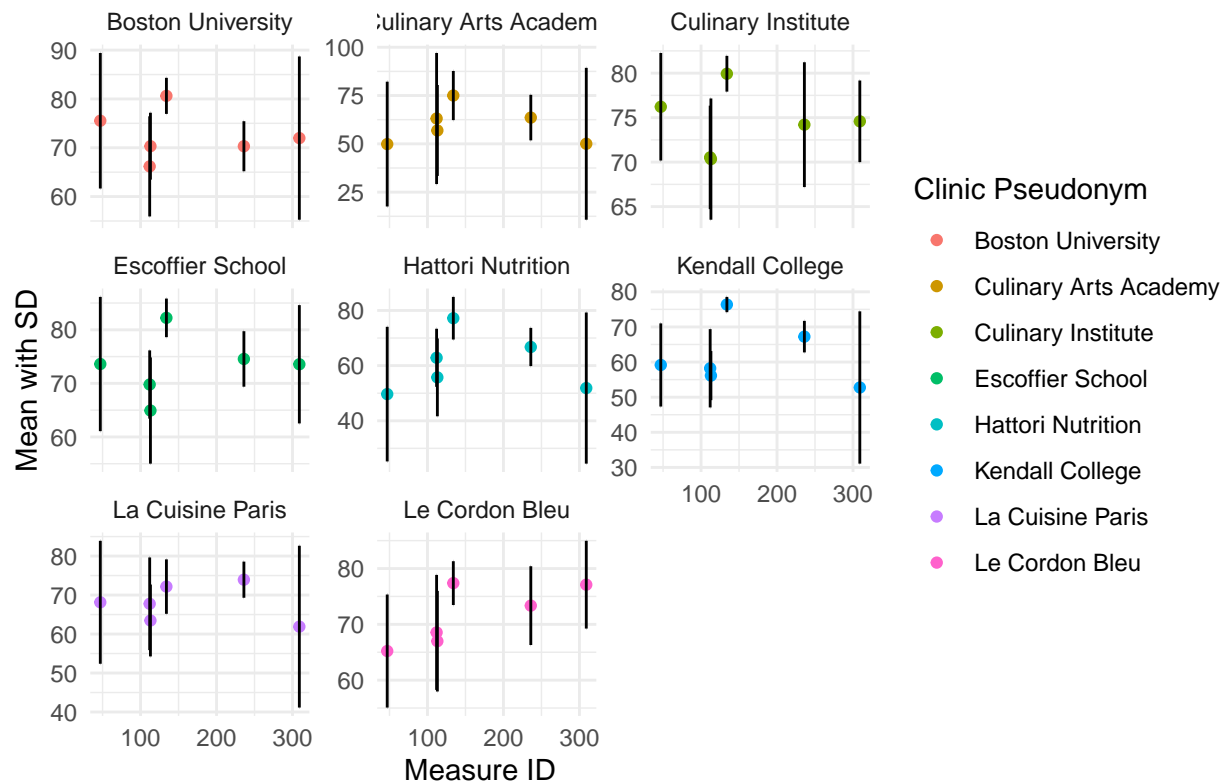 Boston University
Culinary Arts Academ
Culinary Institute
90
80
70
60
100
75
50
25
80
75
70
65
Escoffier School
Hattori Nutrition
Kendall College
80
70
60
80
60
40
80
70
60
50
40
30
100 200 300
La Cuisine Paris
Le Cordon Bleu
80
70
60
50
40
80
70
60
100 200 300
100 200 300
Mean with SD
Measure ID
Clinic Pseudonym
Boston University
Culinary Arts Academy
Culinary Institute
Escoffier School
Hattori Nutrition
Kendall College
La Cuisine Paris
Le Cordon Bleu